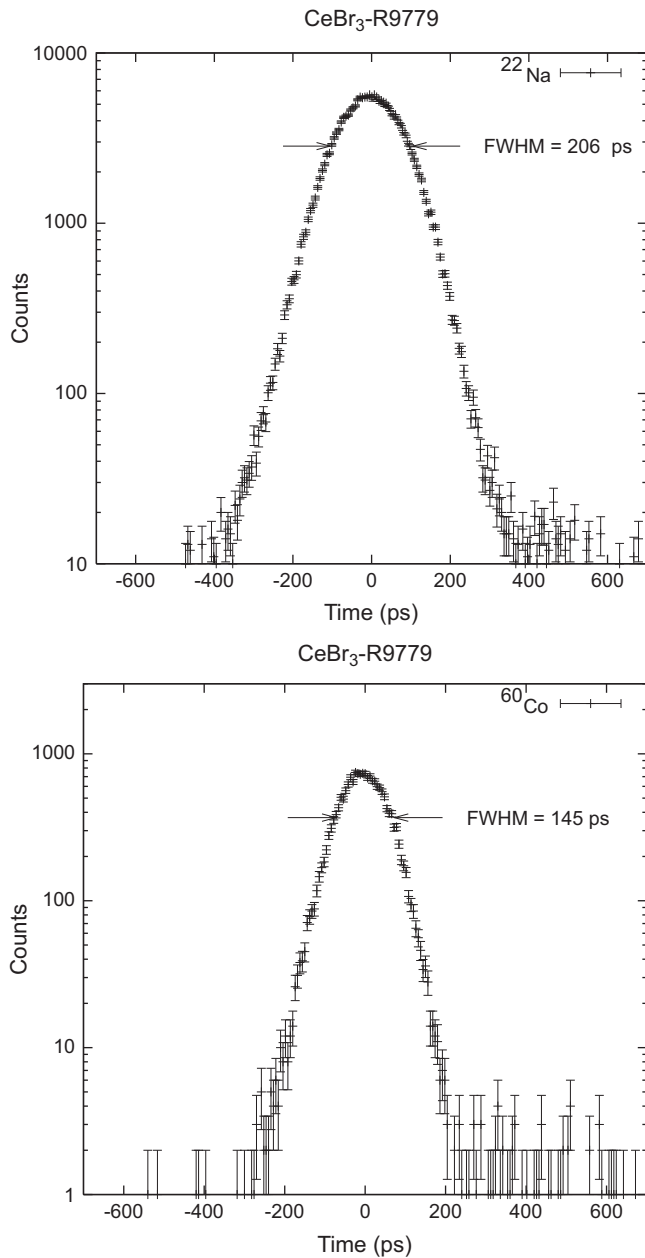 CeBr₃-R9779
10000
²²Na
FWHM = 206 ps
1000
Counts
100
10
-600 -400 -200 0 200 400 600
Time (ps)
CeBr₃-R9779
⁶⁰Co
1000
FWHM = 145 ps
100
Counts
10
1
-600 -400 -200 0 200 400 600
Time (ps)